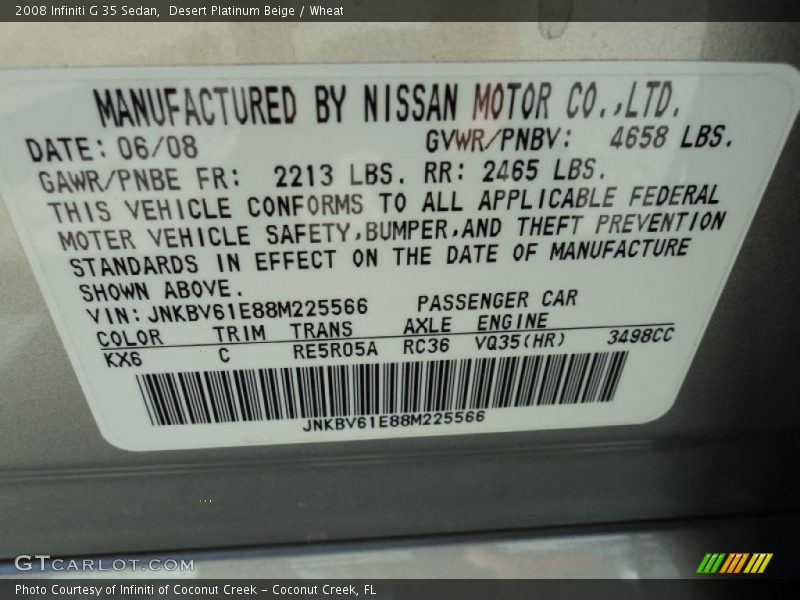 2008 Infiniti G 35 Sedan,  Desert Platinum Beige / Wheat
MANUFACTURED BY NISSAN MOTOR CO.,LTD.
DATE: 06/08 GVWR/PNBV: 4658 LBS.
GAWR/PNBE FR: 2213 LBS. RR: 2465 LBS.
THIS VEHICLE CONFORMS TO ALL APPLICABLE FEDERAL
MOTER VEHICLE SAFETY,BUMPER,AND THEFT PREVENTION
STANDARDS IN EFFECT ON THE DATE OF MANUFACTURE
SHOWN ABOVE.
VIN: JNKBV61E88M225566 PASSENGER CAR
COLOR TRIM TRANS AXLE ENGINE
KX6 C RE5R05A RC36 VQ35(HR) 3498CC
JNKBV61E88M225566
GTCARLOT.COM
Photo Courtesy of Infiniti of Coconut Creek - Coconut Creek, FL